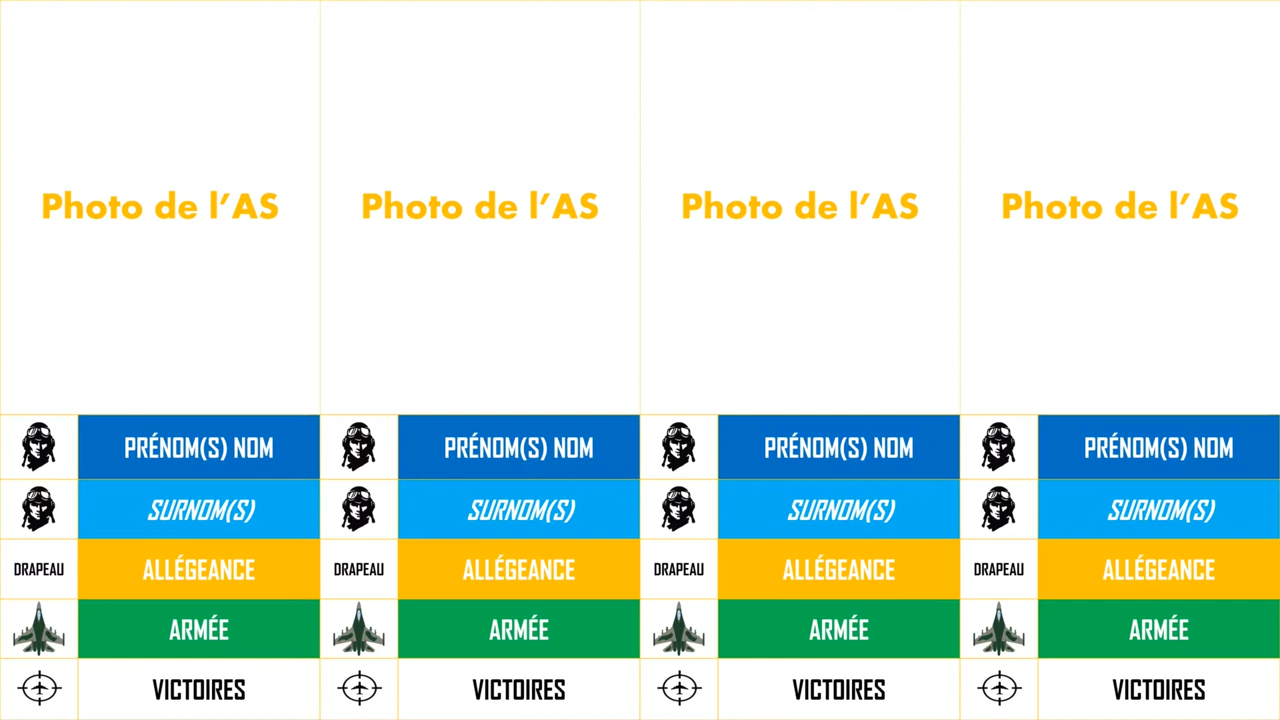 Photo de l’AS
Photo de l’AS
Photo de l’AS
Photo de l’AS
PRÉNOM(S) NOM
PRÉNOM(S) NOM
PRÉNOM(S) NOM
PRÉNOM(S) NOM
SURNOM(S)
SURNOM(S)
SURNOM(S)
SURNOM(S)
DRAPEAU
ALLÉGEANCE
DRAPEAU
ALLÉGEANCE
DRAPEAU
ALLÉGEANCE
DRAPEAU
ALLÉGEANCE
ARMÉE
ARMÉE
ARMÉE
ARMÉE
VICTOIRES
VICTOIRES
VICTOIRES
VICTOIRES